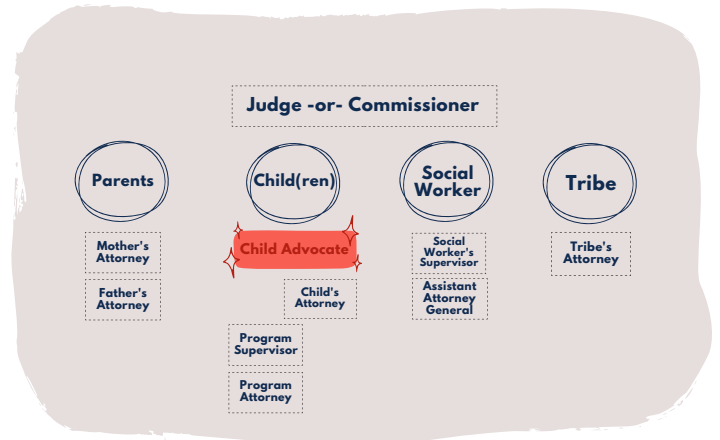 Judge -or- Commissioner
Parents
Child(ren)
Social
Worker
Tribe
Mother's
Attorney
Father's
Attorney
Child Advocate
Child's
Attorney
Program
Supervisor
Program
Attorney
Social
Worker's
Supervisor
Assistant
Attorney
General
Tribe's
Attorney